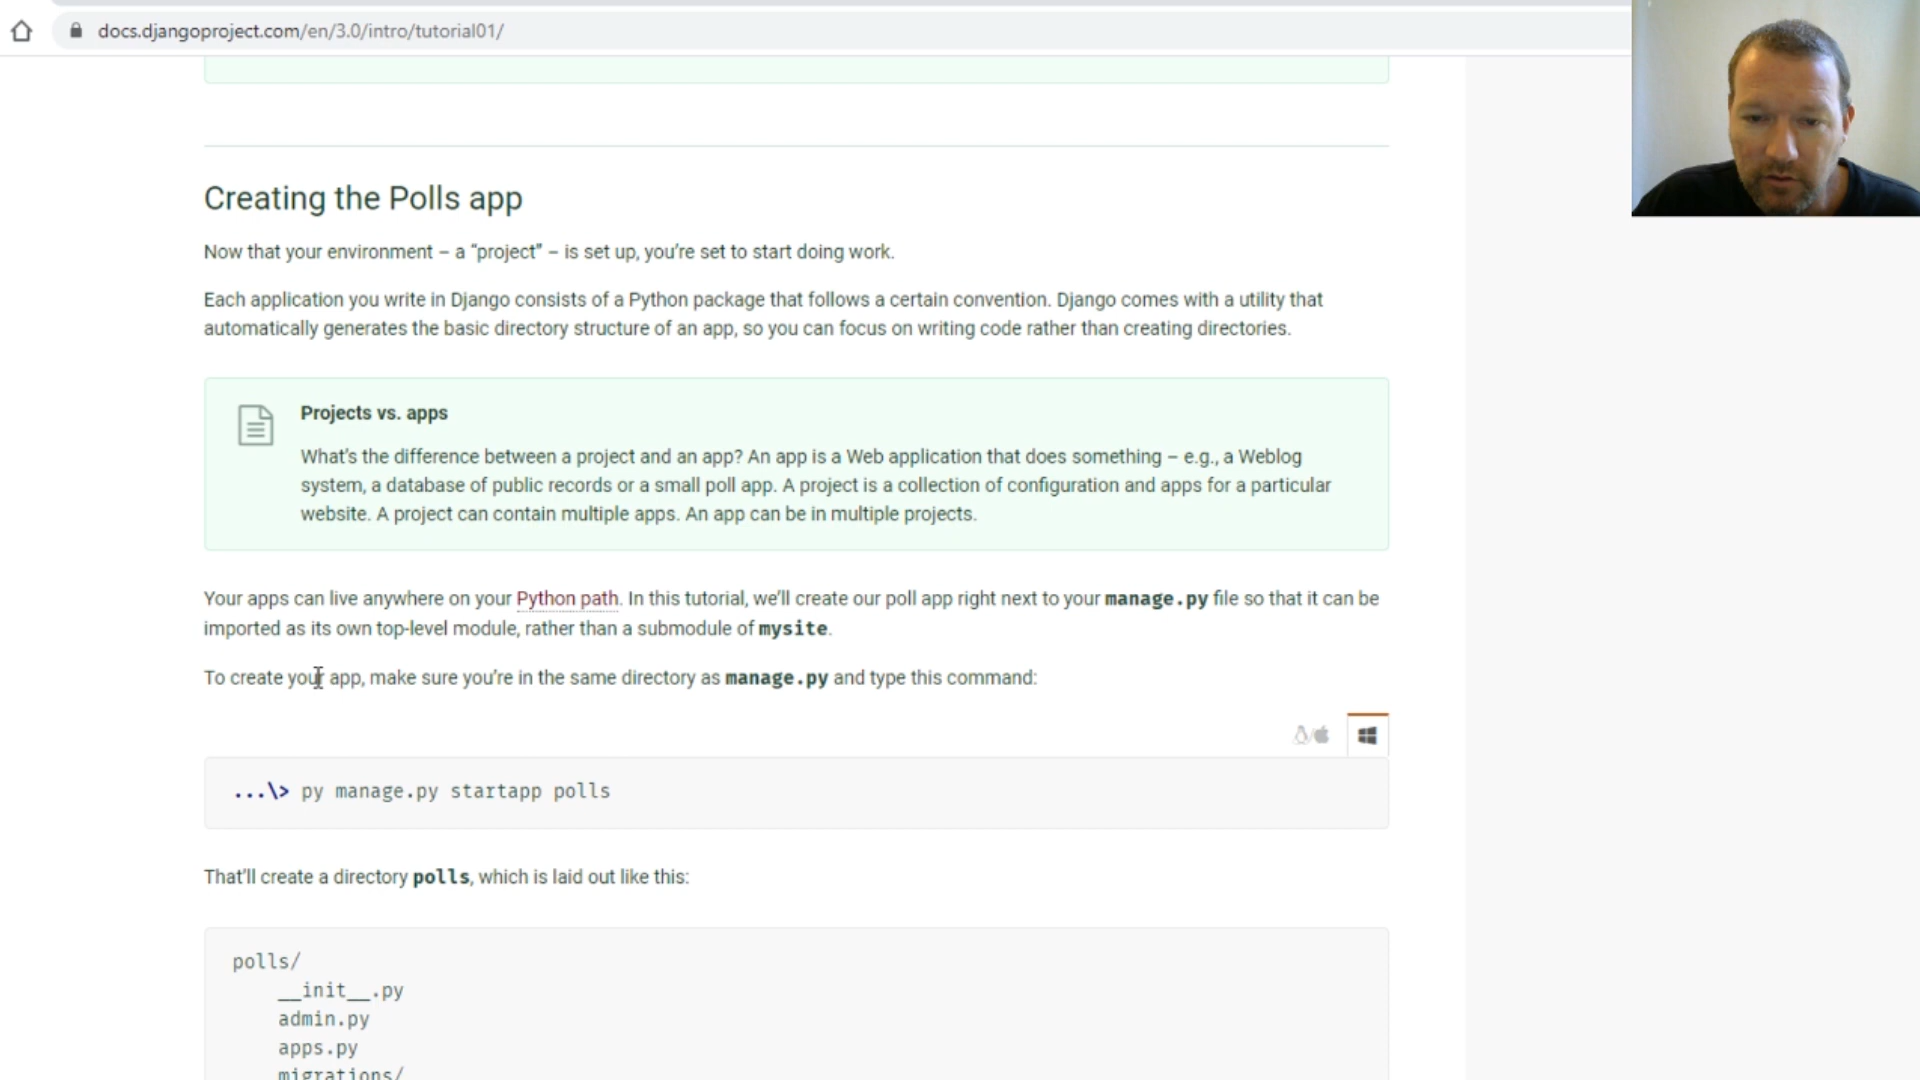 docs.djangoproject.com/en/3.0/intro/tutorial01/
Creating the Polls app
Now that your environment – a “project” – is set up, you’re set to start doing work.
Each application you write in Django consists of a Python package that follows a certain convention. Django comes with a utility that
automatically generates the basic directory structure of an app, so you can focus on writing code rather than creating directories.
Projects vs. apps
What’s the difference between a project and an app? An app is a Web application that does something – e.g., a Weblog
system, a database of public records or a small poll app. A project is a collection of configuration and apps for a particular
website. A project can contain multiple apps. An app can be in multiple projects.
Your apps can live anywhere on your Python path. In this tutorial, we’ll create our poll app right next to your manage.py file so that it can be
imported as its own top-level module, rather than a submodule of mysite.
To create your app, make sure you’re in the same directory as manage.py and type this command:
/
...\> py manage.py startapp polls
That’ll create a directory polls, which is laid out like this:
polls/
__init__.py
admin.py
apps.py
migrations/